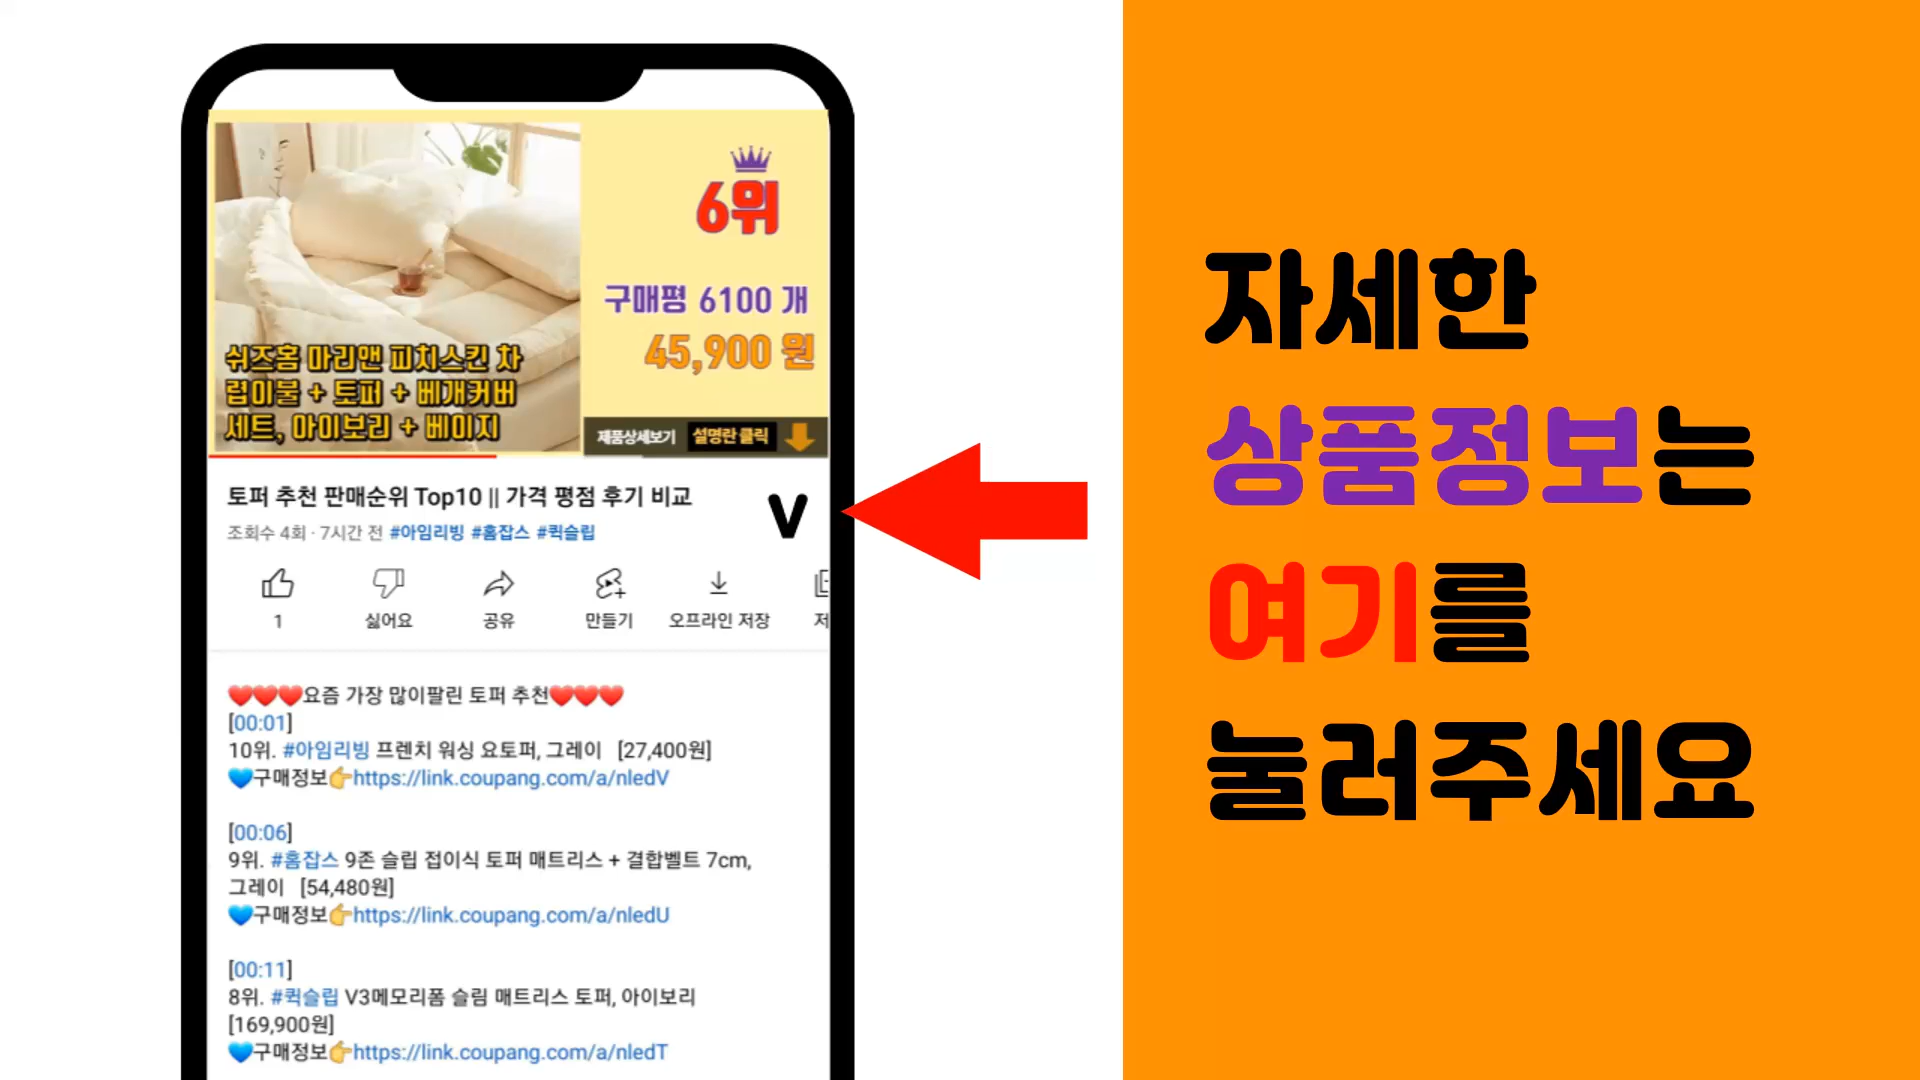 6위
구매평 6100 개
45,900 원
쉬즈홈 마리앤 피치스킨 차
렵이불 + 토퍼 + 베개커버
세트, 아이보리 + 베이지
제품상세보기 설명란 클릭
토퍼 추천 판매순위 Top10 || 가격 평점 후기 비교
V
조회수 4회 · 7시간 전 #아임리빙 #홈잡스 #퀵슬립
1 싫어요 공유 만들기 오프라인 저장 저
❤️❤️❤️요즘 가장 많이팔린 토퍼 추천❤️❤️❤️
[00:01]
10위. #아임리빙 프렌치 워싱 요토퍼, 그레이 [27,400원]
💙구매정보👉https://link.coupang.com/a/nledV
[00:06]
9위. #홈잡스 9존 슬립 접이식 토퍼 매트리스 + 결합벨트 7cm,
그레이 [54,480원]
💙구매정보👉https://link.coupang.com/a/nledU
[00:11]
8위. #퀵슬립 V3메모리폼 슬림 매트리스 토퍼, 아이보리
[169,900원]
💙구매정보👉https://link.coupang.com/a/nledT
자세한
상품정보는
여기를
눌러주세요